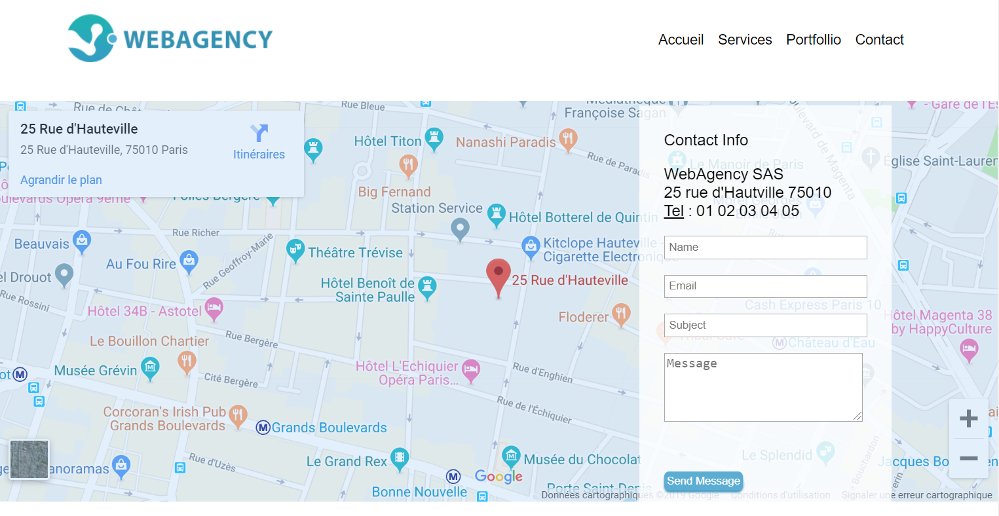 WEBAGENCY
Accueil Services Portfollio Contact
25 Rue d'Hauteville
25 Rue d'Hauteville, 75010 Paris
Itinéraires
Agrandir le plan
Rue Bleue
Françoise Sagan
- Gare de l'Es
Hôtel Titon
Nanashi Paradis
Rue de Paradis
Big Fernand
Station Service
Hôtel Botterel de Quintin
Rue Richer
Beauvais
Au Fou Rire
Rue Geoffroy-Marie
Théâtre Trévise
Kitclope Hauteville -
Cigarette Electronique
el Drouot
25 Rue d'Hauteville
Hôtel Benoît de
Sainte Paulle
Rue Rossini
Hôtel 34B - Astotel
Floderer
Le Bouillon Chartier
Rue Bergère
Musée Grévin
Cité Bergère
Hôtel L'Echiquier
Opéra Paris...
Rue d'Enghien
Rue de l'Échiquier
Corcoran's Irish Pub
Grands Boulevards
Grands Boulevards
Le Grand Rex
Rue d'Uzès
anoramas
Musée du Chocolat
Google
Bonne Nouvelle
Porte Saint-Denis
Contact Info
Le Manoir de Paris
Boulevard de Magenta
Église Saint-Lauren
WebAgency SAS
25 rue d'Hautville 75010
Tel : 01 02 03 04 05
Name
Email
Cash Express Paris 10
Subject
Château d'Eau
Hôtel Magenta 38
by HappyCulture
Message
Le Splendid
Bouchardon
Jacques Bo
Send Message
Données cartographiques ©2019 Google Conditions d'utilisation Signaler une erreur cartographique